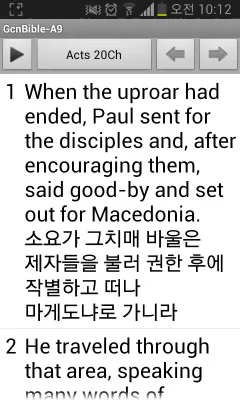 오전 10:12
GcnBible-A9
Acts 20Ch
1 When the uproar had
ended, Paul sent for
the disciples and, after
encouraging them,
said good-by and set
out for Macedonia.
소요가 그치매 바울은
제자들을 불러 권한 후에
작별하고 떠나
마게도냐로 가니라
2 He traveled through
that area, speaking
many words of